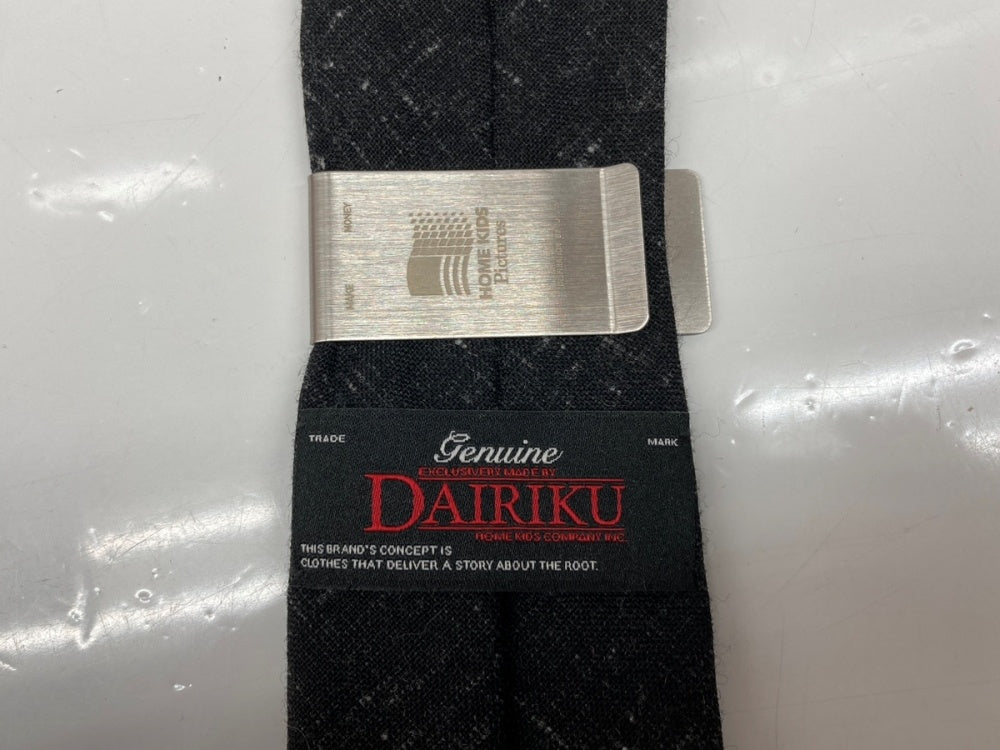 MAKE MONEY
HOME KIDS
Pictures
TRADE
Genuine
MARK
EXCLUSIVERY MADE BY
DAIRIKU
HOME KIDS COMPANY INC.
THIS BRAND'S CONCEPT IS
CLOTHES THAT DELIVER A STORY ABOUT THE ROOT.